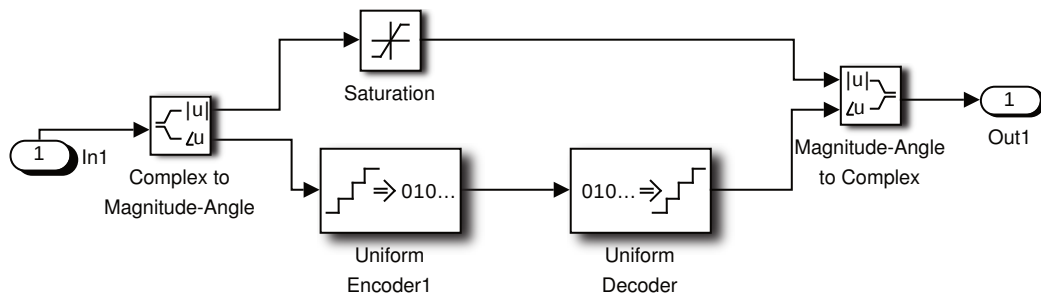 Saturation
|u|
∠u
|u|
∠u
1
In1
1
Out1
Complex to
Magnitude-Angle
010...
010...
Magnitude-Angle
to Complex
Uniform
Encoder1
Uniform
Decoder